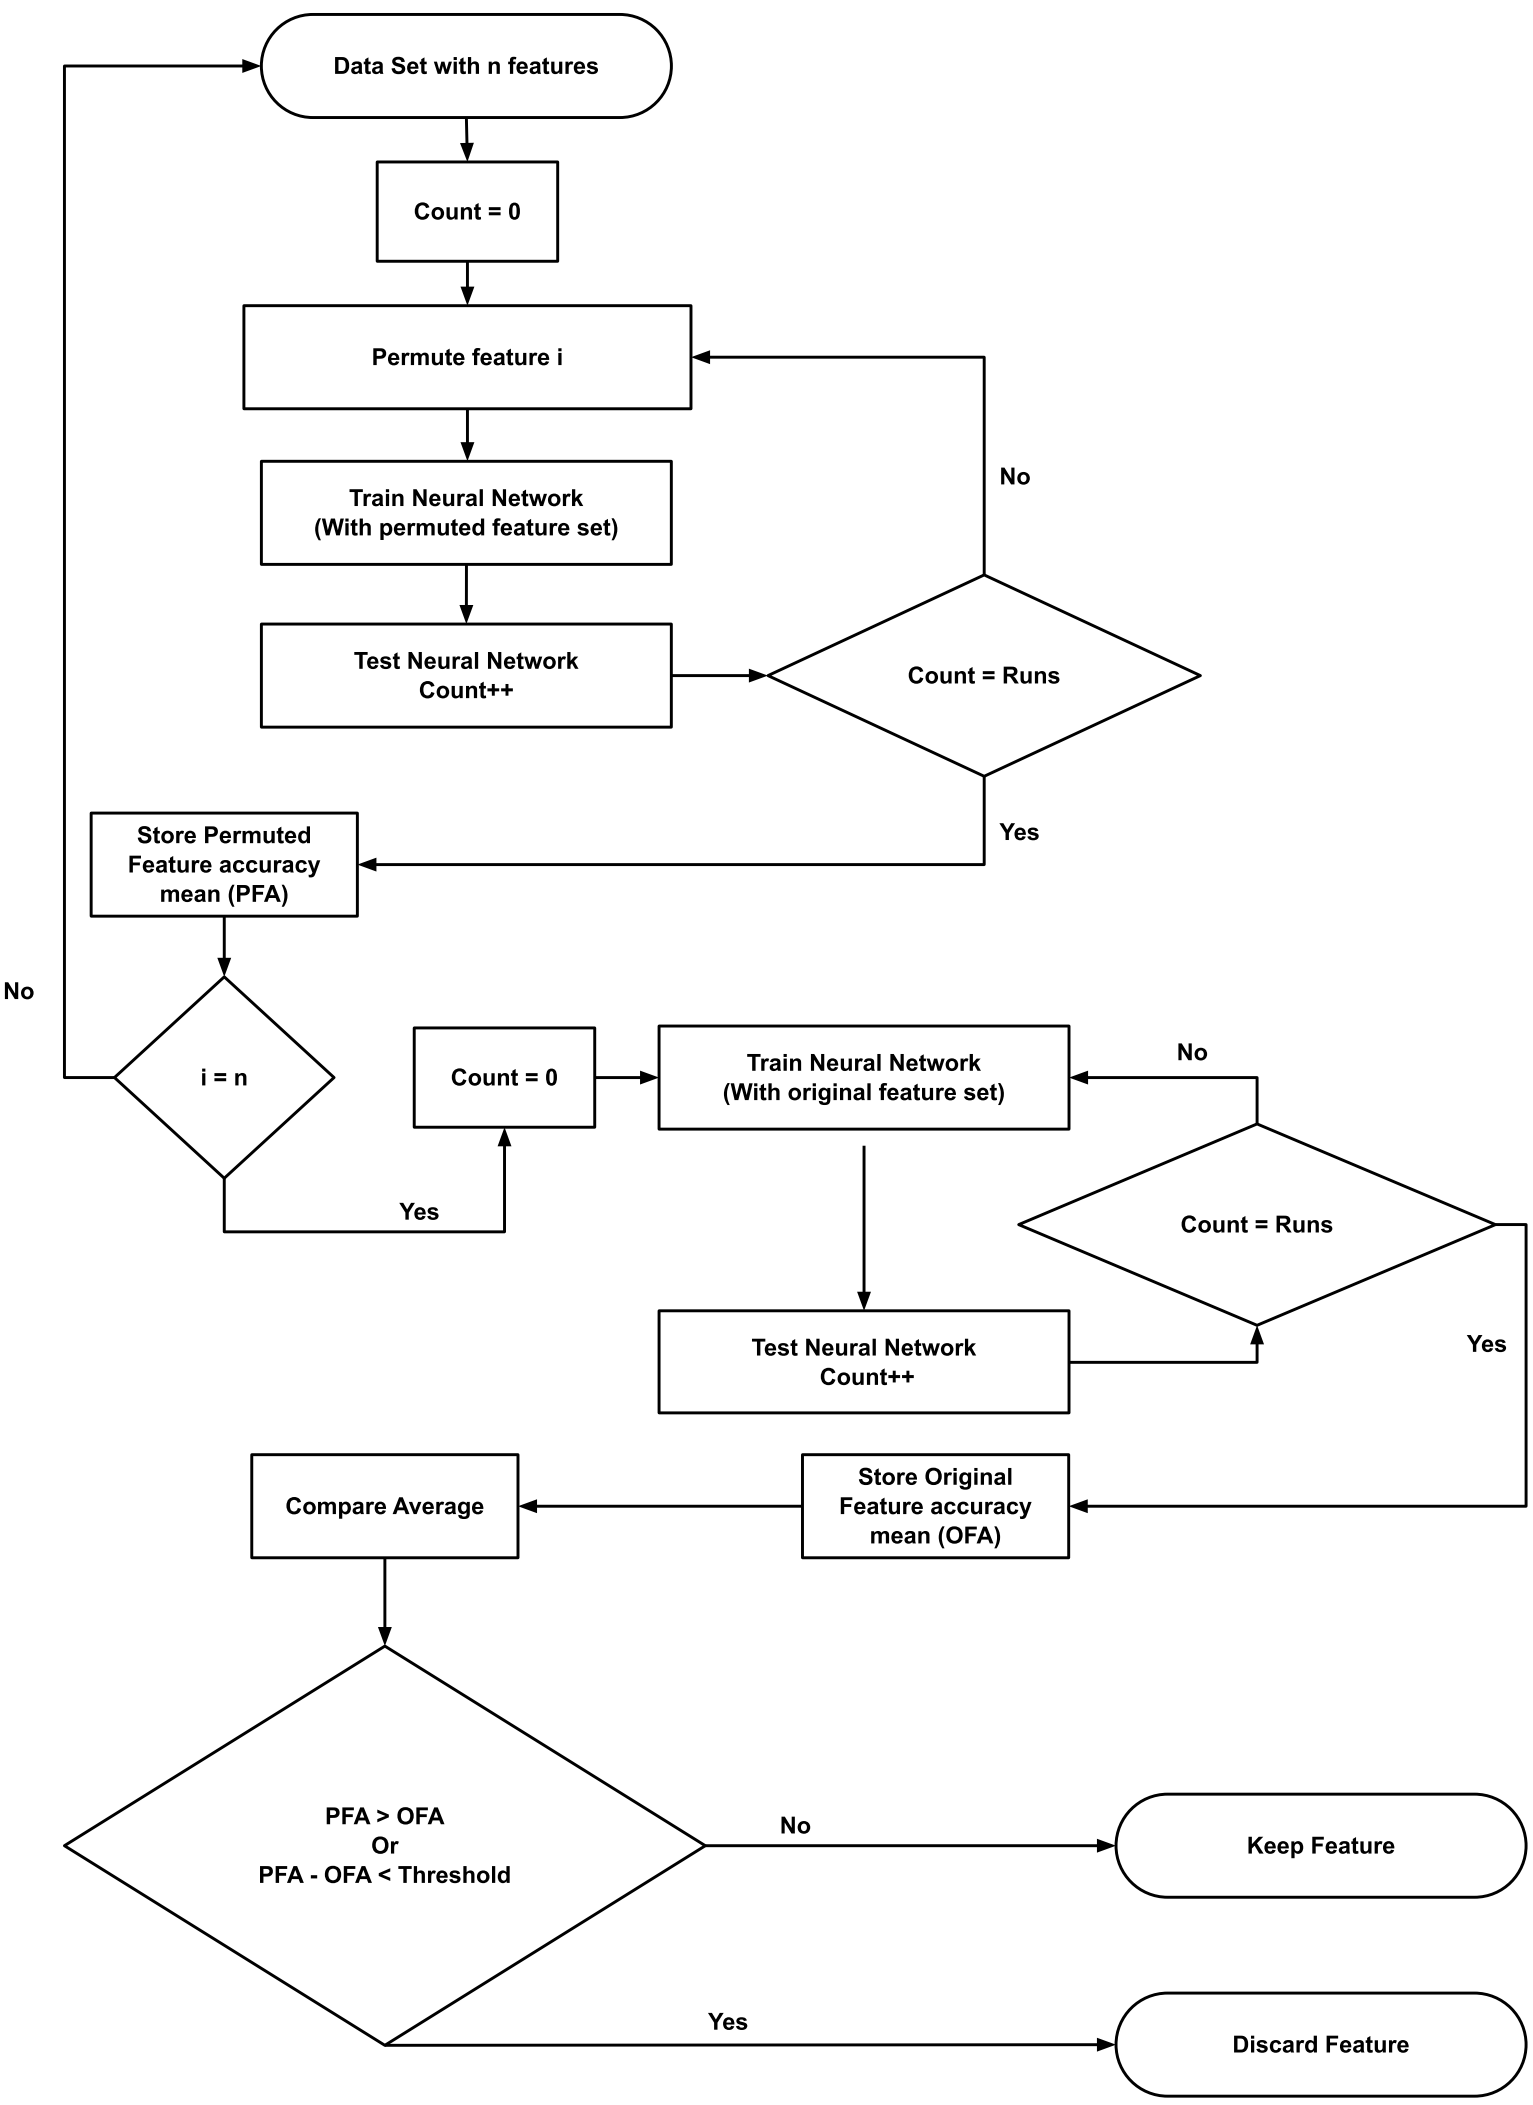 Data Set with n features
Count = 0
Permute feature i
Train Neural Network
(With permuted feature set)
No
Test Neural Network
Count++
Count = Runs
Yes
Store Permuted
Feature accuracy
mean (PFA)
No
i = n
Yes
Count = 0
Train Neural Network
(With original feature set)
No
Count = Runs
Test Neural Network
Count++
Yes
Store Original
Feature accuracy
mean (OFA)
Compare Average
PFA > OFA
Or
PFA - OFA < Threshold
No
Keep Feature
Yes
Discard Feature